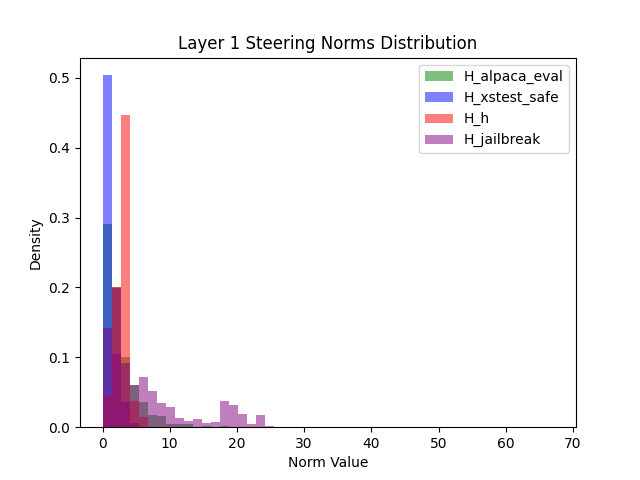 Layer 1 Steering Norms Distribution
H_alpaca_eval
H_xstest_safe
H_h
H_jailbreak
0.5
0.4
0.3
0.2
0.1
0.0
Density
0 10 20 30 40 50 60 70
Norm Value